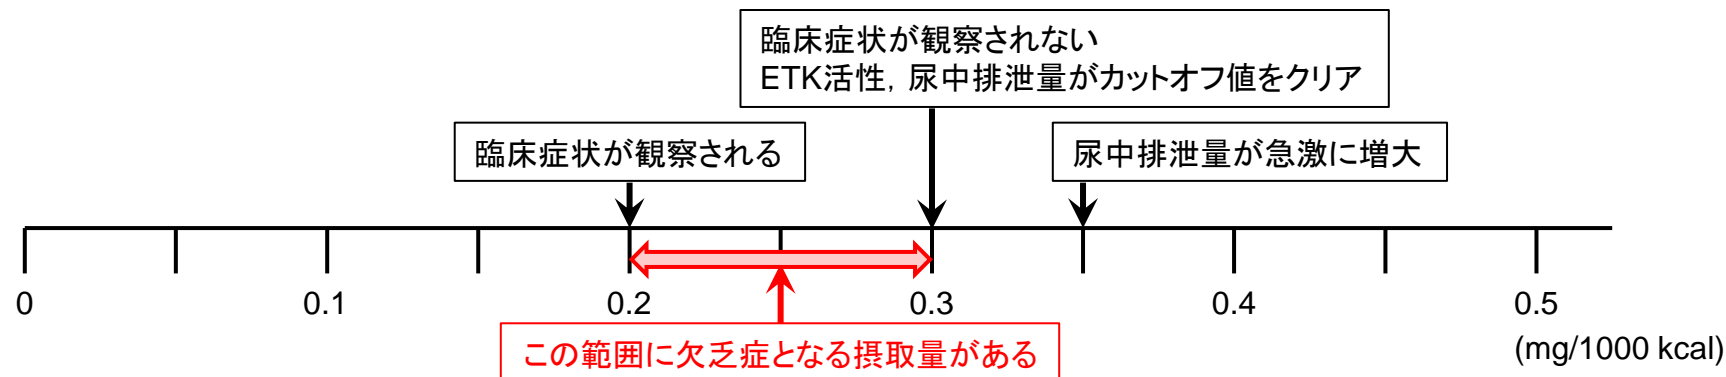 臨床症状が観察されない
ETK活性，尿中排泄量がカットオフ値をクリア
臨床症状が観察される
尿中排泄量が急激に増大
0
0.1
0.2
0.3
0.4
0.5
この範囲に欠乏症となる摂取量がある
(mg/1000 kcal)